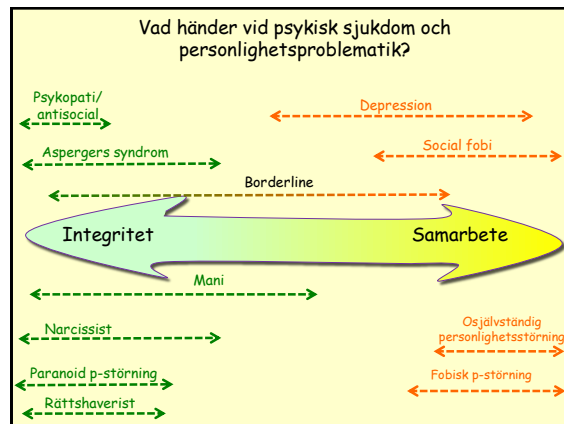 Vad händer vid psykisk sjukdom och
personlighetsproblematik?
Psykopati/
antisocial
Depression
Aspergers syndrom
Social fobi
Borderline
Integritet
Samarbete
Mani
Narcissist
Osjälvständig
personlighetsstörning
Paranoid p-störning
Fobisk p-störning
Rättshaverist